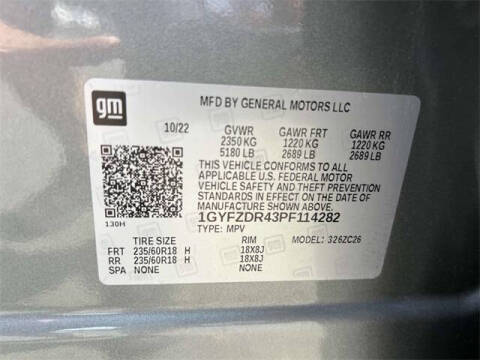 gm
MFD BY GENERAL MOTORS LLC
10/22 GVWR GAWR FRT GAWR RR
2350 KG 1220 KG 1220 KG
5180 LB 2689 LB 2689 LB
THIS VEHICLE CONFORMS TO ALL
APPLICABLE U.S. FEDERAL MOTOR
VEHICLE SAFETY AND THEFT PREVENTION
STANDARDS IN EFFECT ON THE DATE
OF MANUFACTURE SHOWN ABOVE.
1GYFZDR43PF114282
130H TYPE: MPV MODEL: 326ZC26
TIRE SIZE RIM
FRT 235/60R18 H 18X8J
RR 235/60R18 H 18X8J
SPA NONE NONE